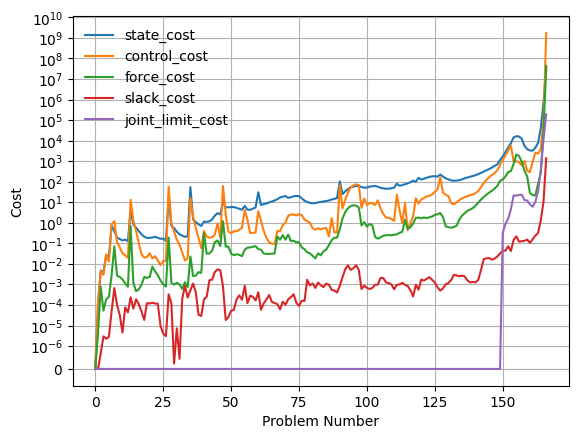 10^10
10^9
10^8
10^7
10^6
10^5
10^4
10^3
10^2
10^1
10^0
10^-1
10^-2
10^-3
10^-4
10^-5
10^-6
0
Cost
state_cost
control_cost
force_cost
slack_cost
joint_limit_cost
0 25 50 75 100 125 150
Problem Number